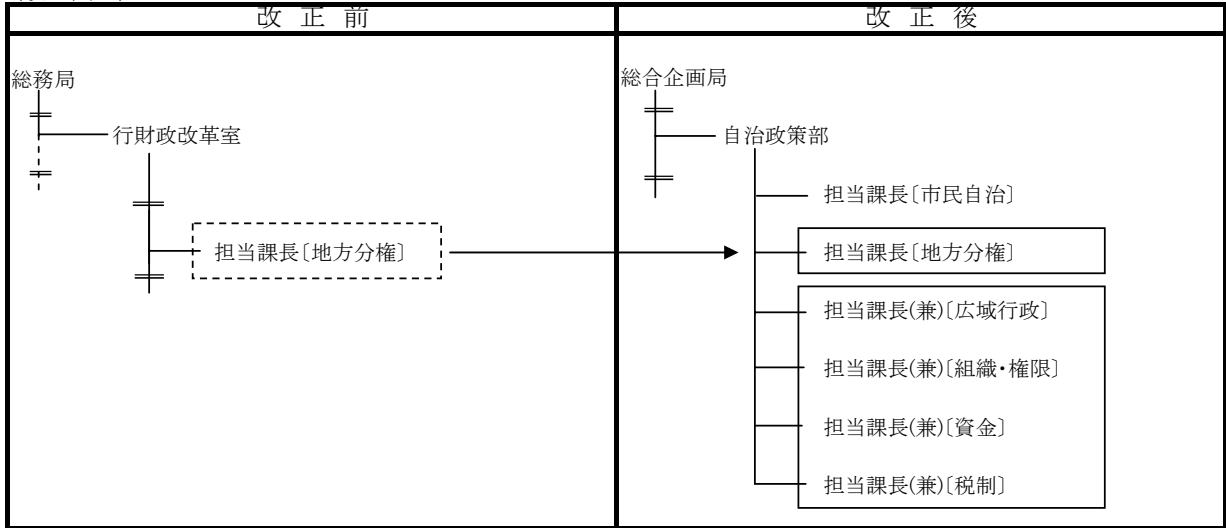 改正前
改正後
総務局
行財政改革室
担当課長〔地方分権〕
総合企画局
自治政策部
担当課長〔市民自治〕
担当課長〔地方分権〕
担当課長(兼)〔広域行政〕
担当課長(兼)〔組織・権限〕
担当課長(兼)〔資金〕
担当課長(兼)〔税制〕